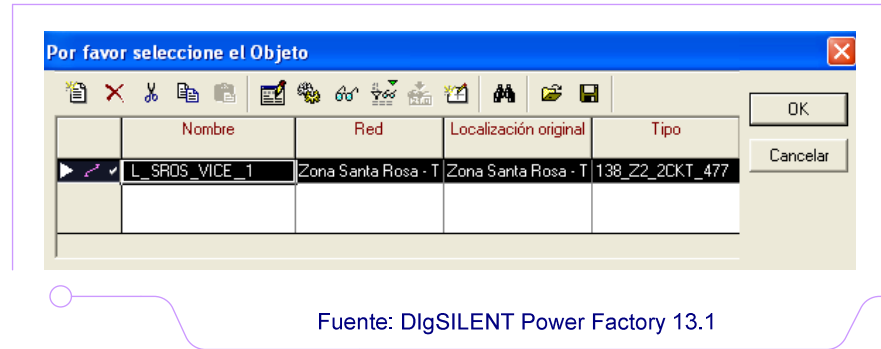 Por favor seleccione el Objeto
OK
Cancelar
Nombre Red Localización original Tipo
L_SROS_VICE_1 Zona Santa Rosa - T Zona Santa Rosa - T 138_Z2_2CKT_477
Fuente: DIgSILENT Power Factory 13.1